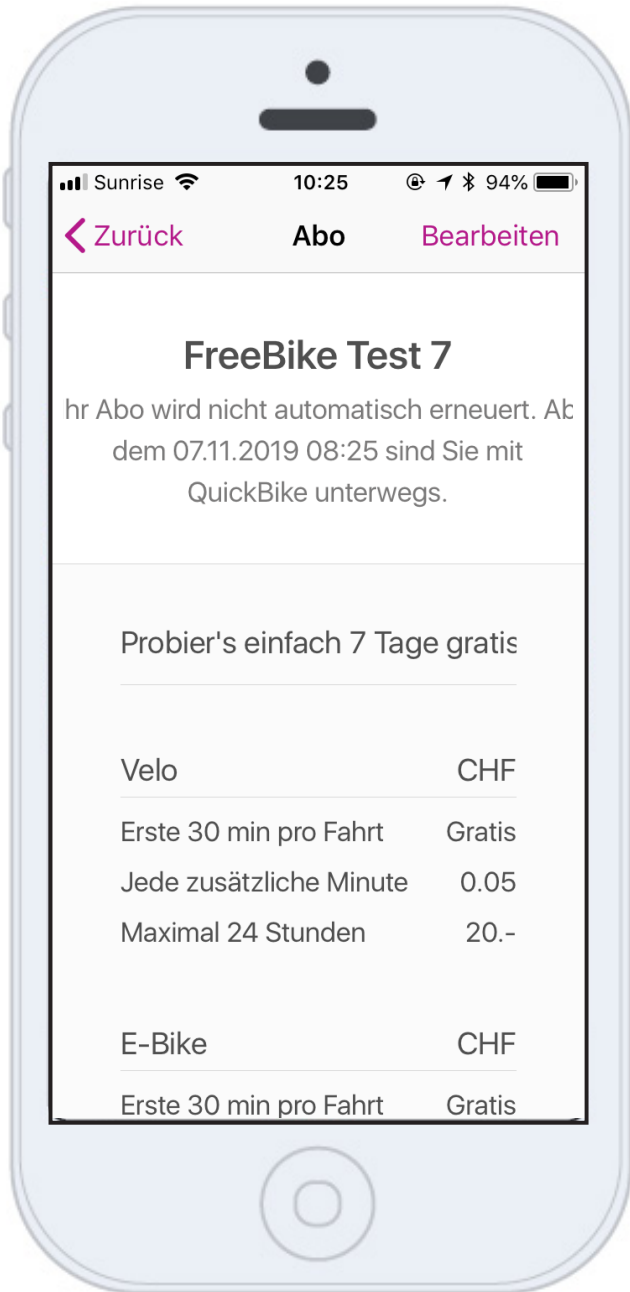 Sunrise 10:25 94%
Zurück Abo Bearbeiten
FreeBike Test 7
hr Abo wird nicht automatisch erneuert. Ab
dem 07.11.2019 08:25 sind Sie mit
QuickBike unterwegs.
Probier's einfach 7 Tage gratis
Velo CHF
Erste 30 min pro Fahrt Gratis
Jede zusätzliche Minute 0.05
Maximal 24 Stunden 20.-
E-Bike CHF
Erste 30 min pro Fahrt Gratis